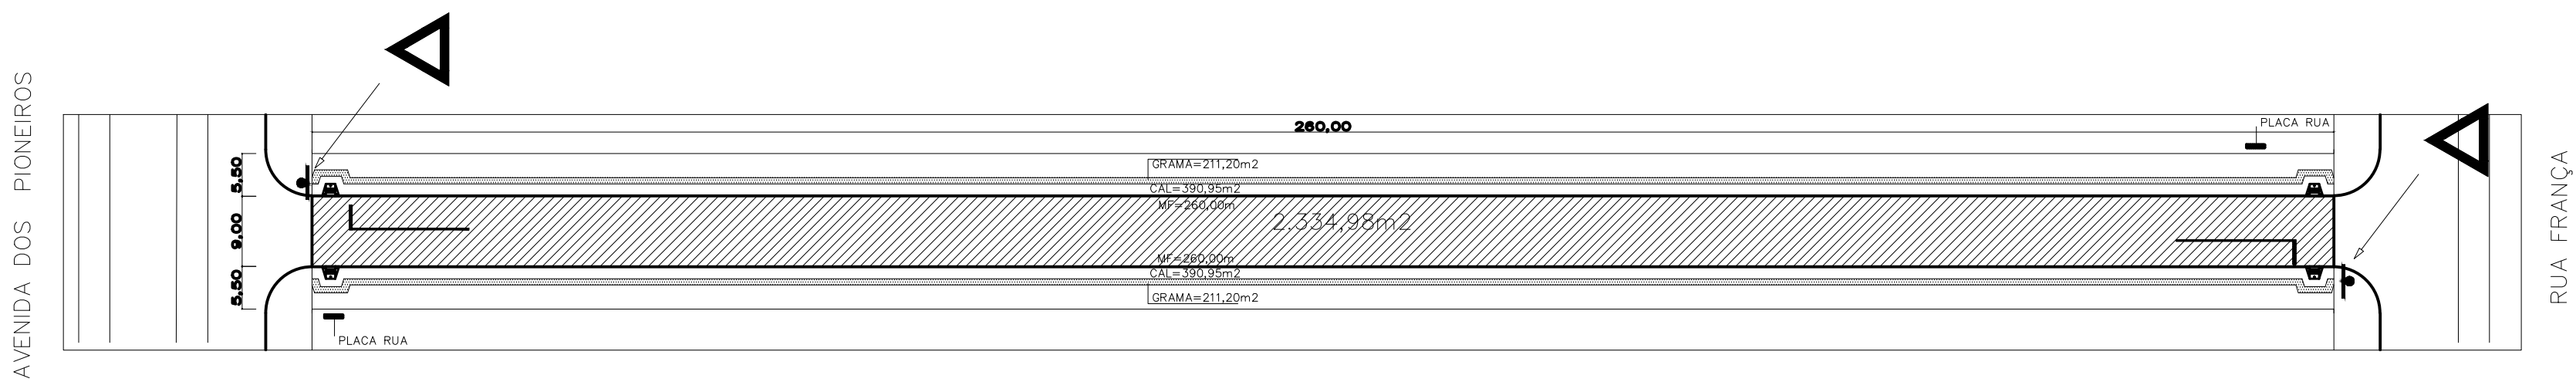 AVENIDA DOS PIONEIROS
260,00
PLACA RUA
5,50
GRAMA=211,20m2
CAL=390,95m2
MF=260,00m
9,00
2.334,98m2
MF=260,00m
CAL=390,95m2
5,50
GRAMA=211,20m2
PLACA RUA
RUA FRANÇA